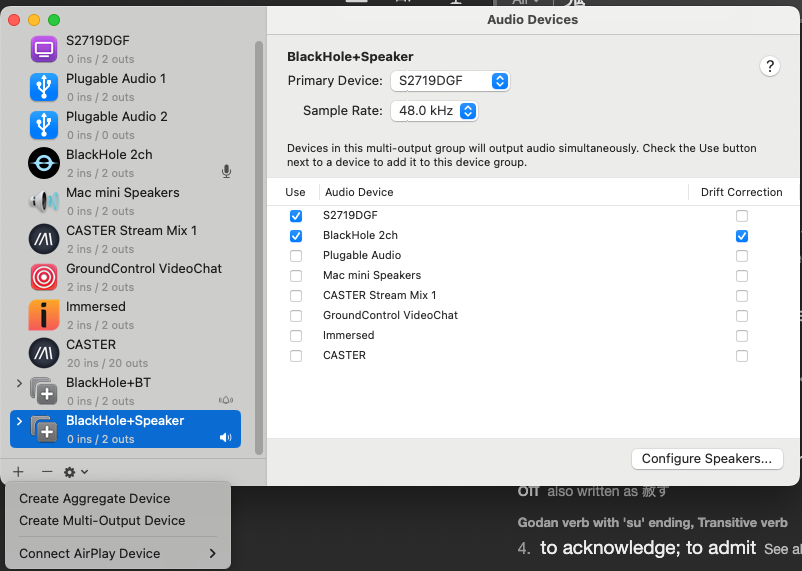 Audio Devices
S2719DGF
0 ins / 2 outs
Plugable Audio 1
0 ins / 2 outs
Plugable Audio 2
0 ins / 0 outs
BlackHole 2ch
2 ins / 2 outs
Mac mini Speakers
0 ins / 2 outs
CASTER Stream Mix 1
2 ins / 2 outs
GroundControl VideoChat
2 ins / 2 outs
Immersed
2 ins / 2 outs
CASTER
20 ins / 20 outs
BlackHole+BT
0 ins / 2 outs
BlackHole+Speaker
0 ins / 2 outs
Create Aggregate Device
Create Multi-Output Device
Connect AirPlay Device
BlackHole+Speaker
?
Primary Device: S2719DGF
Sample Rate: 48.0 kHz
Devices in this multi-output group will output audio simultaneously. Check the Use button
next to a device to add it to this device group.
Use Audio Device Drift Correction
S2719DGF
BlackHole 2ch
Plugable Audio
Mac mini Speakers
CASTER Stream Mix 1
GroundControl VideoChat
Immersed
CASTER
Configure Speakers...
also written as 赦す
Godan verb with 'su' ending, Transitive verb
4. to acknowledge; to admit See